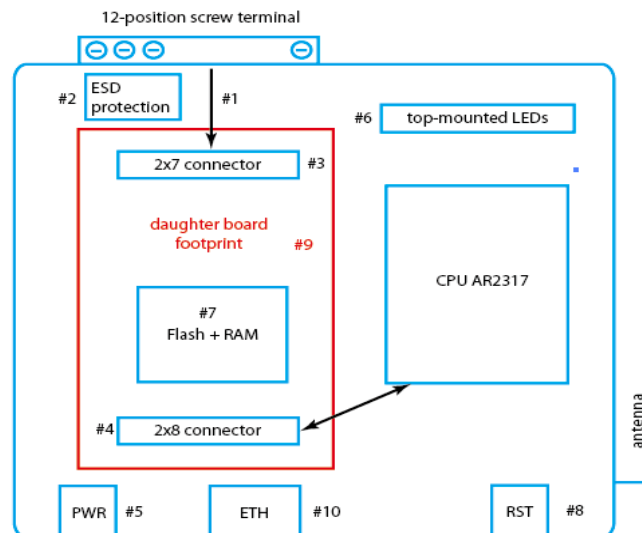 12-position screw terminal
ESD
protection
#2
#1
#6
top-mounted LEDs
2x7 connector
#3
daughter board
footprint
#9
CPU AR2317
#7
Flash + RAM
#4
2x8 connector
antenna
PWR
#5
ETH
#10
RST
#8